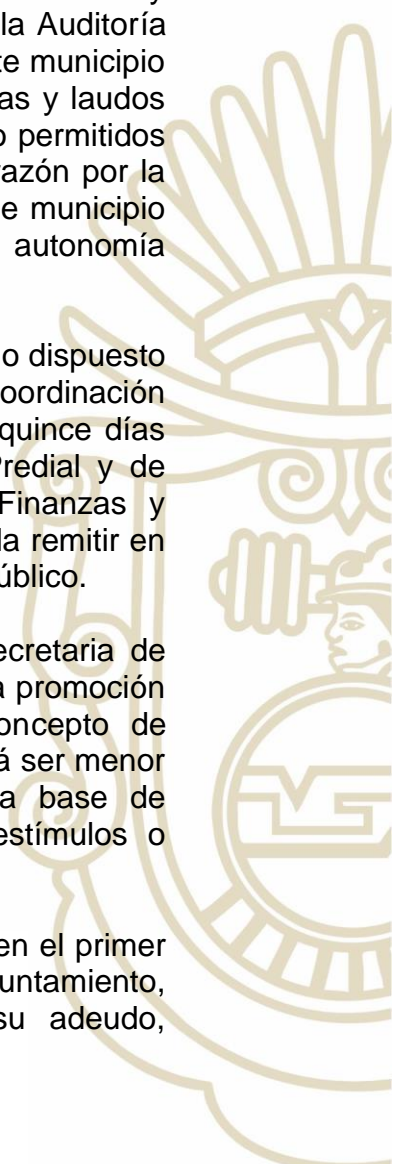 la Auditoría
te municipio
as y laudos
o permitidos
azón por la
e municipio
autonomía
o dispuesto
oordinación
quince días
Predial y de
Finanzas y
la remitir en
úblico.
ecretaria de
a promoción
oncepto de
á ser menor
a base de
estímulos o
en el primer
untamiento,
su adeudo,